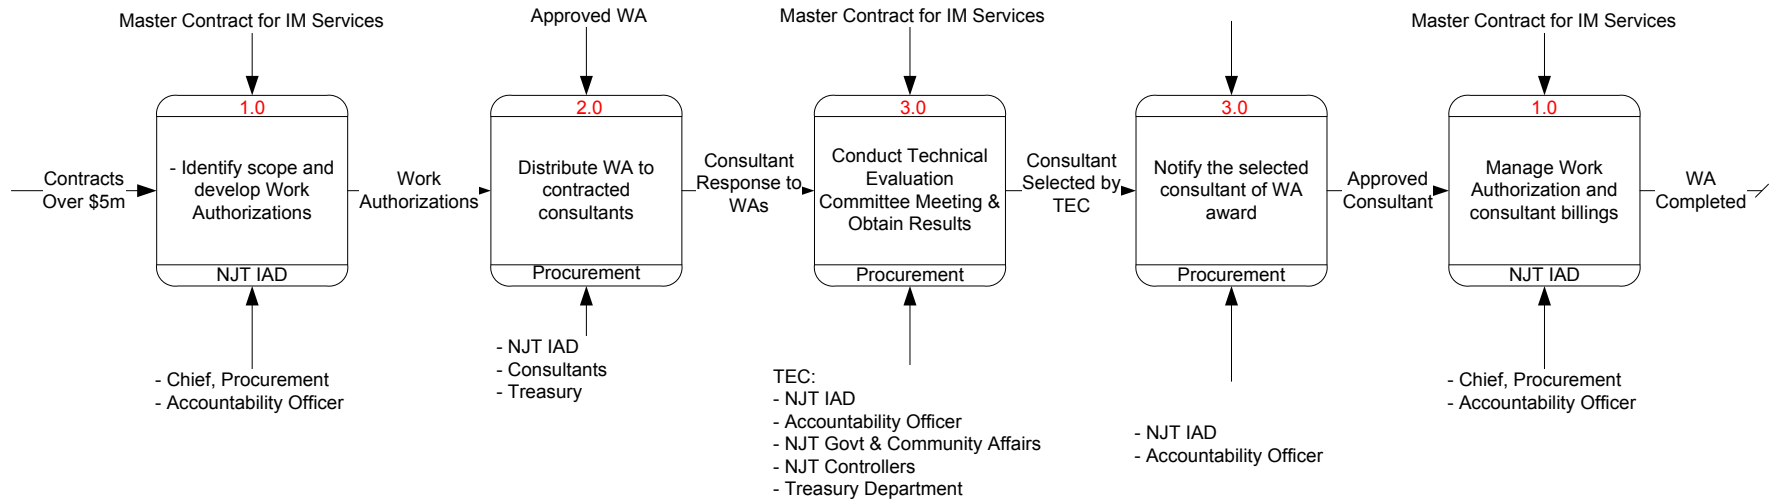 Master Contract for IM Services
Approved WA
Master Contract for IM Services
Master Contract for IM Services
1.0
2.0
3.0
3.0
1.0
Contracts
Over $5m
- Identify scope and
develop Work
Authorizations
NJT IAD
Work
Authorizations
Distribute WA to
contracted
consultants
Procurement
Consultant
Response to
WAs
Conduct Technical
Evaluation
Committee Meeting &
Obtain Results
Procurement
Consultant
Selected by
TEC
Notify the selected
consultant of WA
award
Procurement
Approved
Consultant
Manage Work
Authorization and
consultant billings
NJT IAD
WA
Completed
- Chief, Procurement
- Accountability Officer
- NJT IAD
- Consultants
- Treasury
TEC:
- NJT IAD
- Accountability Officer
- NJT Govt & Community Affairs
- NJT Controllers
- Treasury Department
- NJT IAD
- Accountability Officer
- Chief, Procurement
- Accountability Officer